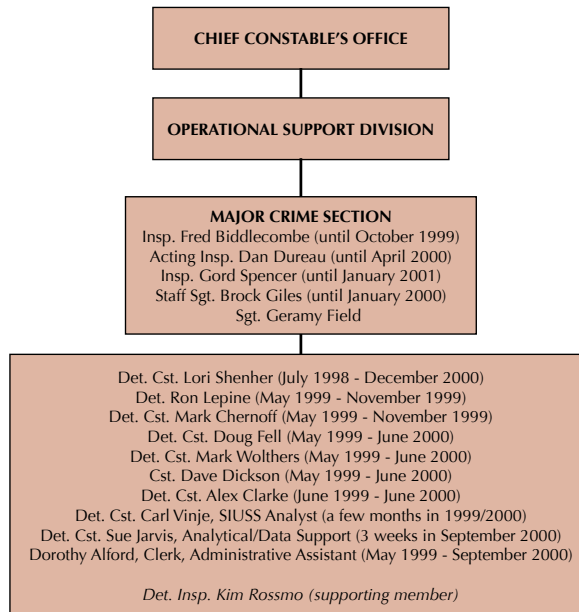 CHIEF CONSTABLE'S OFFICE
OPERATIONAL SUPPORT DIVISION
MAJOR CRIME SECTION
Insp. Fred Biddlecombe (until October 1999)
Acting Insp. Dan Dureau (until April 2000)
Insp. Gord Spencer (until January 2001)
Staff Sgt. Brock Giles (until January 2000)
Sgt. Geramy Field
Det. Cst. Lori Shenher (July 1998 - December 2000)
Det. Ron Lepine (May 1999 - November 1999)
Det. Cst. Mark Chernoff (May 1999 - November 1999)
Det. Cst. Doug Fell (May 1999 - June 2000)
Det. Cst. Mark Wolthers (May 1999 - June 2000)
Cst. Dave Dickson (May 1999 - June 2000)
Det. Cst. Alex Clarke (June 1999 - June 2000)
Det. Cst. Carl Vinje, SIUSS Analyst (a few months in 1999/2000)
Det. Cst. Sue Jarvis, Analytical/Data Support (3 weeks in September 2000)
Dorothy Alford, Clerk, Administrative Assistant (May 1999 - September 2000)
Det. Insp. Kim Rossmo (supporting member)